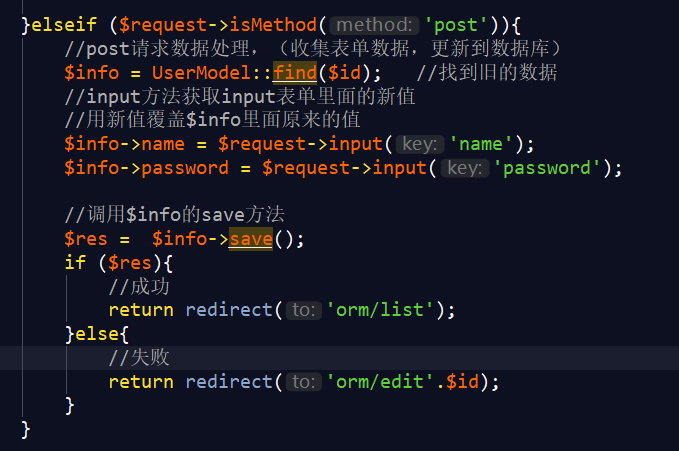 }elseif ($request->isMethod( method: 'post')){
//post请求数据处理，（收集表单数据，更新到数据库）
$info = UserModel::find($id);   //找到旧的数据
//input方法获取input表单里面的新值
//用新值覆盖$info里面原来的值
$info->name = $request->input( key: 'name');
$info->password = $request->input( key: 'password');
//调用$info的save方法
$res =  $info->save();
if ($res){
//成功
return redirect( to: 'orm/list');
}else{
//失败
return redirect( to: 'orm/edit'.$id);
}
}